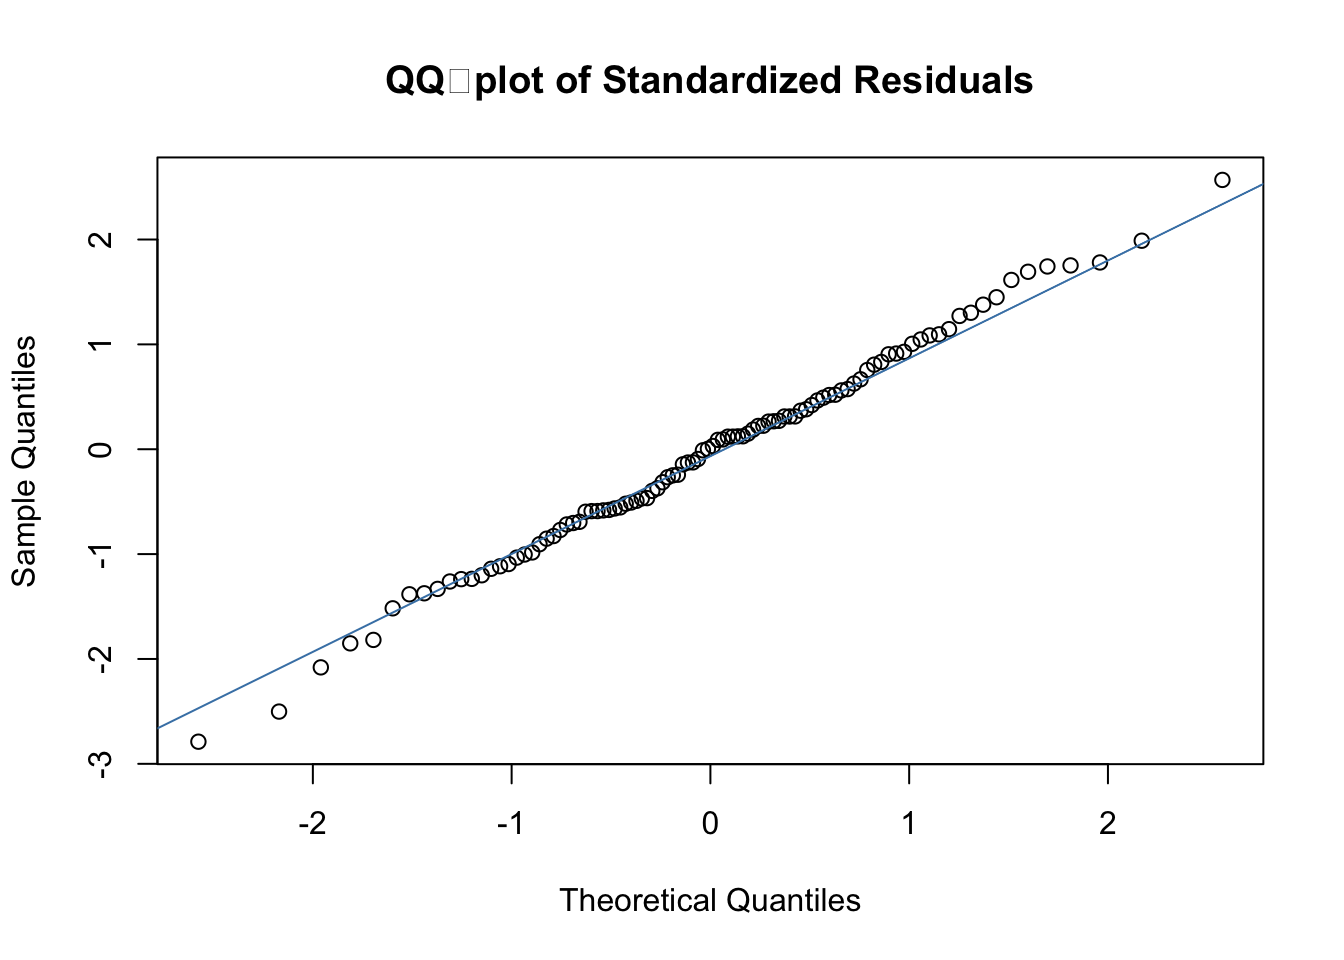 QQ□plot of Standardized Residuals
2
1
0
-1
-2
-3
Sample Quantiles
-2 -1 0 1 2
Theoretical Quantiles